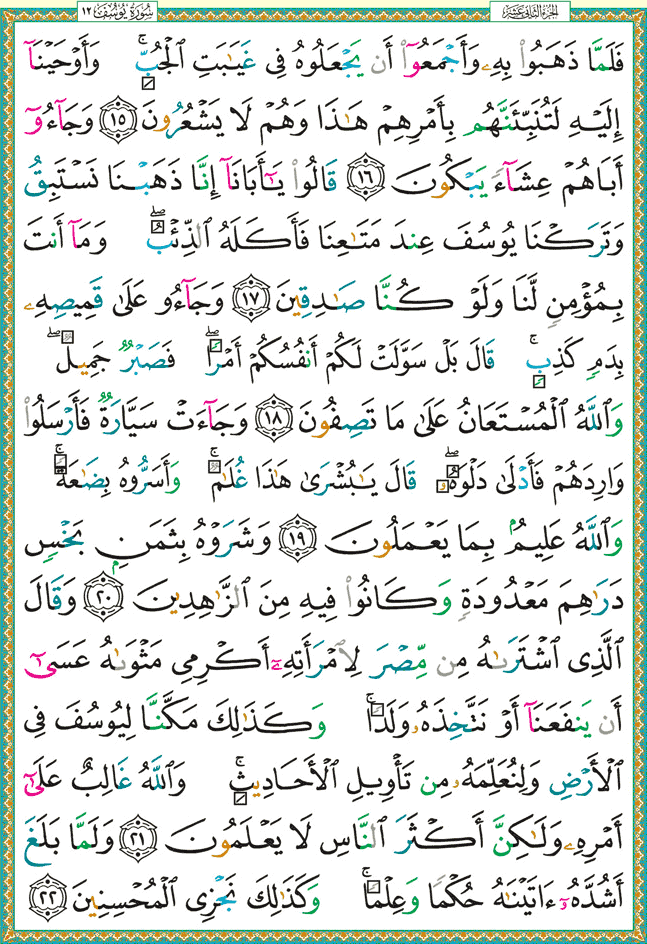 الجزء الثاني عشر
سورة يوسف ١٢
فَلَمَّا ذَهَبُوا۟ بِهِۦ وَأَجْمَعُوٓا۟ أَن يَجْعَلُوهُ فِى غَيَـٰبَتِ ٱلْجُبِّ ۚ وَأَوْحَيْنَآ
إِلَيْهِ لَتُنَبِّئَنَّهُم بِأَمْرِهِمْ هَـٰذَا وَهُمْ لَا يَشْعُرُونَ ١٥ وَجَآءُوٓ
أَبَاهُمْ عِشَآءً يَبْكُونَ ١٦ قَالُوا۟ يَـٰٓأَبَانَآ إِنَّا ذَهَبْنَا نَسْتَبِقُ
وَتَرَكْنَا يُوسُفَ عِندَ مَتَـٰعِنَا فَأَكَلَهُ ٱلذِّئْبُ ۖ وَمَآ أَنتَ
بِمُؤْمِنٍ لَّنَا وَلَوْ كُنَّا صَـٰدِقِينَ ١٧ وَجَآءُو عَلَىٰ قَمِيصِهِۦ
بِدَمٍ كَذِبٍ ۚ قَالَ بَلْ سَوَّلَتْ لَكُمْ أَنفُسُكُمْ أَمْرًا ۖ فَصَبْرٌ جَمِيلٌ ۖ
وَٱللَّهُ ٱلْمُسْتَعَانُ عَلَىٰ مَا تَصِفُونَ ١٨ وَجَآءَتْ سَيَّارَةٌ فَأَرْسَلُوا۟
وَارِدَهُمْ فَأَدْلَىٰ دَلْوَهُۥ ۖ قَالَ يَـٰبُشْرَىٰ هَـٰذَا غُلَـٰمٌ ۚ وَأَسَرُّوهُ بِضَـٰعَةً ۚ
وَٱللَّهُ عَلِيمٌۢ بِمَا يَعْمَلُونَ ١٩ وَشَرَوْهُ بِثَمَنٍۭ بَخْسٍ
دَرَٰهِمَ مَعْدُودَةٍ وَكَانُوا۟ فِيهِ مِنَ ٱلزَّٰهِدِينَ ٢٠ وَقَالَ
ٱلَّذِى ٱشْتَرَىٰهُ مِن مِّصْرَ لِٱمْرَأَتِهِۦٓ أَكْرِمِى مَثْوَىٰهُ عَسَىٰٓ
أَن يَنفَعَنَآ أَوْ نَتَّخِذَهُۥ وَلَدًا ۚ وَكَذَٰلِكَ مَكَّنَّا لِيُوسُفَ فِى
ٱلْأَرْضِ وَلِنُعَلِّمَهُۥ مِن تَأْوِيلِ ٱلْأَحَادِيثِ ۚ وَٱللَّهُ غَالِبٌ عَلَىٰٓ
أَمْرِهِۦ وَلَـٰكِنَّ أَكْثَرَ ٱلنَّاسِ لَا يَعْلَمُونَ ٢١ وَلَمَّا بَلَغَ
أَشُدَّهُۥٓ ءَاتَيْنَـٰهُ حُكْمًا وَعِلْمًا ۚ وَكَذَٰلِكَ نَجْزِى ٱلْمُحْسِنِينَ ٢٢